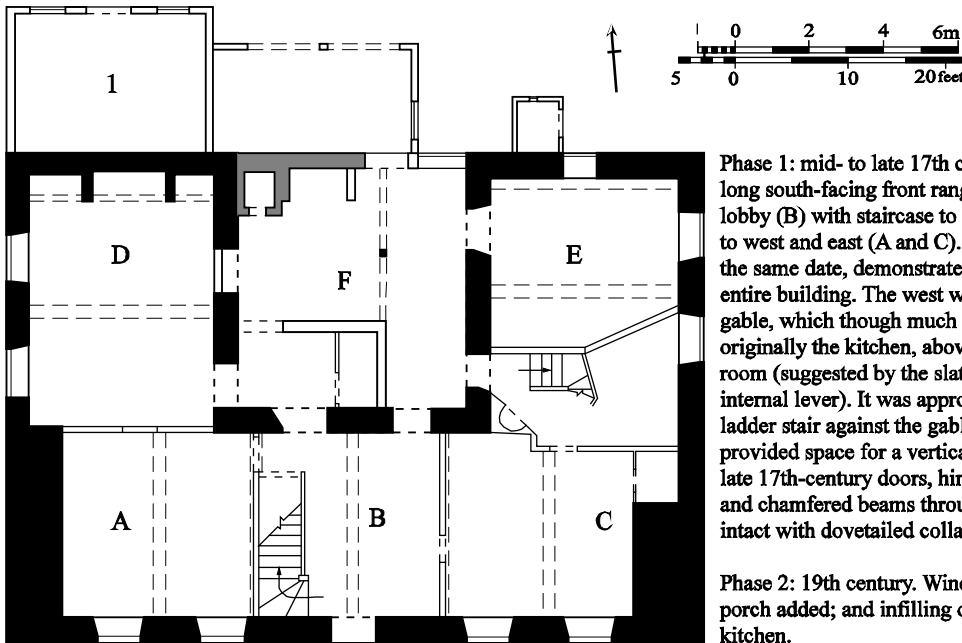 1
0 2 4 6m
5 0 10 20 feet
D
F
E
A
B
C
Phase 1: mid- to late 17th c
long south-facing front rang
lobby (B) with staircase to
to west and east (A and C).
the same date, demonstrate
entire building. The west w
gable, which though much
originally the kitchen, abov
room (suggested by the slat
internal lever). It was appro
ladder stair against the gabl
provided space for a vertica
late 17th-century doors, hin
and chamfered beams throu
intact with dovetailed colla
Phase 2: 19th century. Wind
porch added; and infilling o
kitchen.